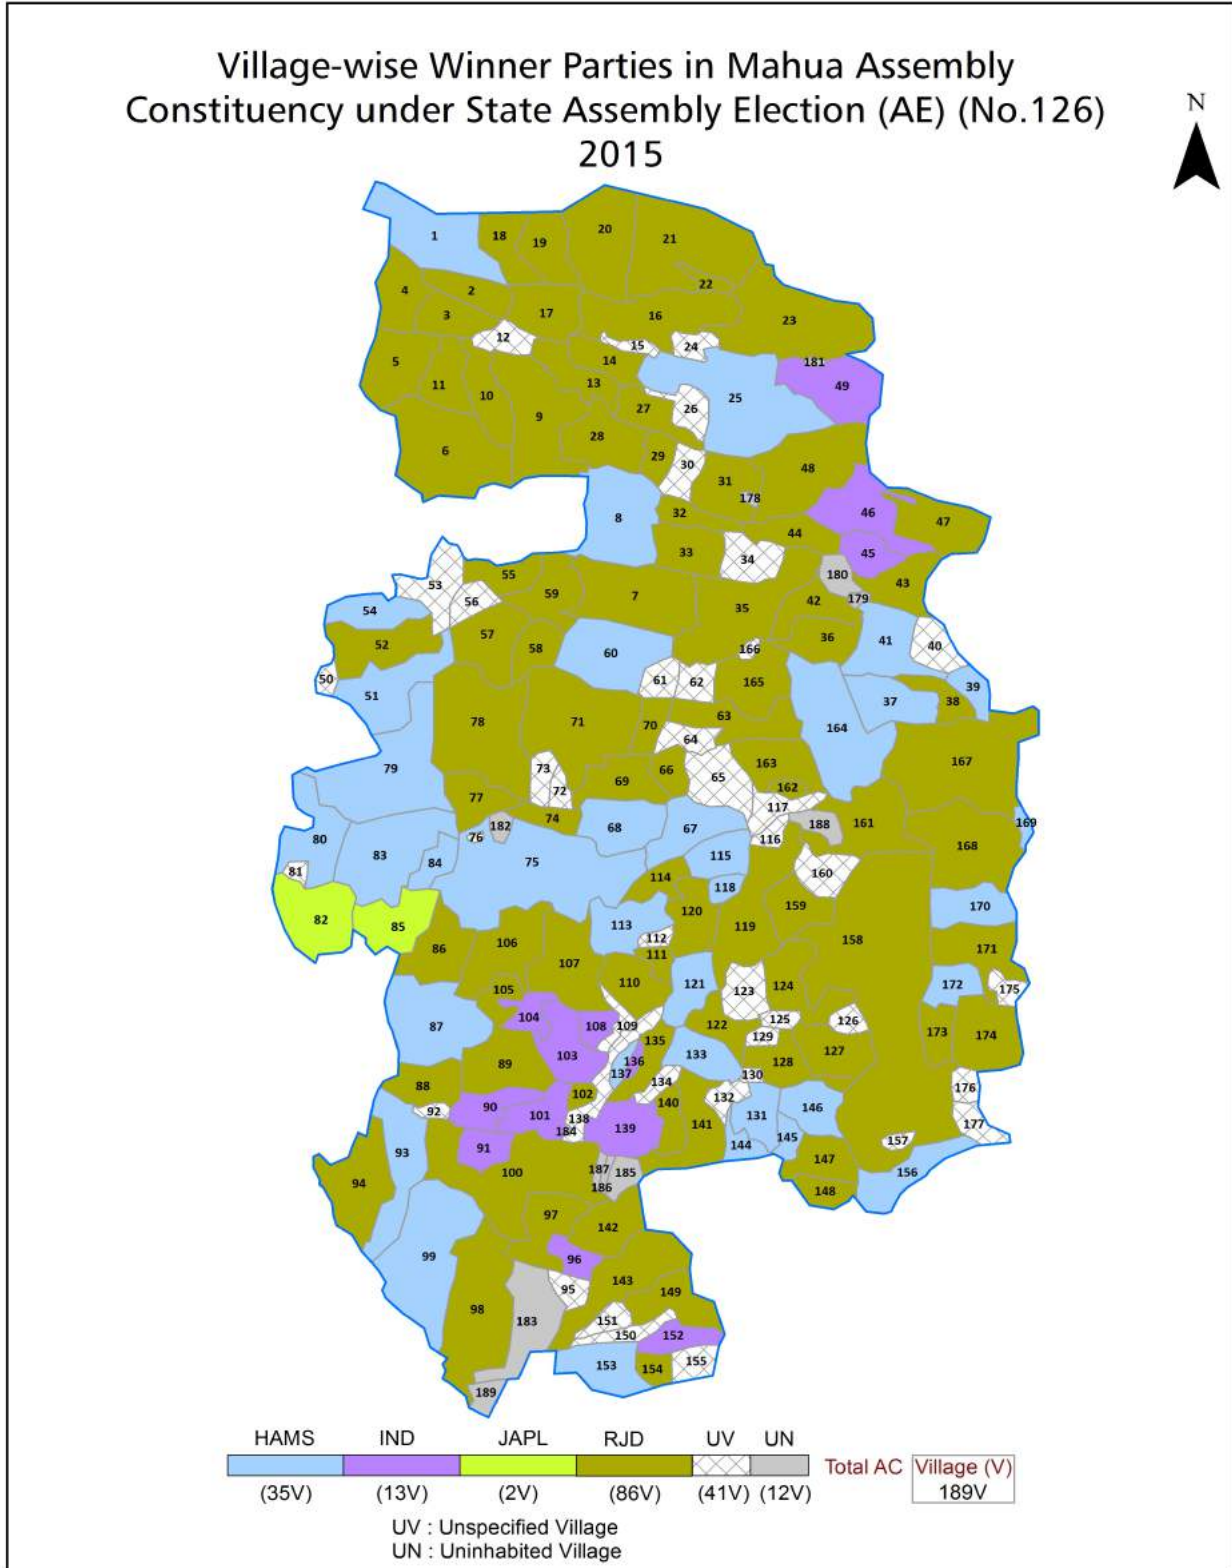 Village-wise Winner Parties in Mahua Assembly
Constituency under State Assembly Election (AE) (No.126)
2015
N
1 18 19 20 21
4 2 22
3 17 16 23
12 15 24
5 14 181
11 13 49
10 25
9 27 26
6 28 29 30 48
31 178
8 32 46 47
44
33 34 45
53 55 180 43
54 56 59 7 35 42 179
52 57 58 60 166 36 41 40
50 61 62 165 39
51 37 38
78 71 70 63 164
64
79 73 69 66 65 163 167
77 72 162
74 117
182 68 67 188 161 169
80 76 116 168
83 84 75 115
81 114 118 160
82 85 113 120 119 159 170
112 158
86 106 111 171
107
105 110 121 123 124 172 175
104 108 109 122 125 126
87 103 135 129 173 174
89 136 133 128 127
137 130
88 102 134 176
92 90 101 138 140 132 131 146 177
184 139 141
93 91 144 145 157
94 100 187 185 147 156
186 148
97 142
99 96
95 143 149
98 183 151
150 152
153 154 155
189
HAMS IND JAPL RJD UV UN
Total AC Village (V)
(35V) (13V) (2V) (86V) (41V) (12V) 189V
UV : Unspecified Village
UN : Uninhabited Village